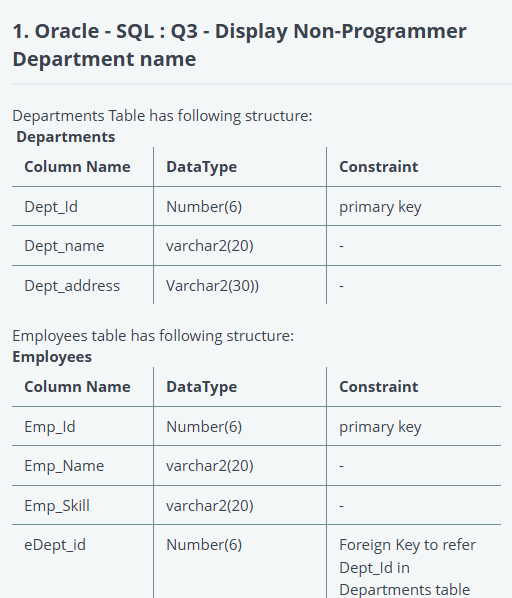 1. Oracle - SQL : Q3 - Display Non-Programmer
Department name
Departments Table has following structure:
Departments
Column Name DataType Constraint
Dept_Id Number(6) primary key
Dept_name varchar2(20) -
Dept_address Varchar2(30)) -
Employees table has following structure:
Employees
Column Name DataType Constraint
Emp_Id Number(6) primary key
Emp_Name varchar2(20) -
Emp_Skill varchar2(20) -
eDept_id Number(6) Foreign Key to refer
Dept_Id in
Departments table